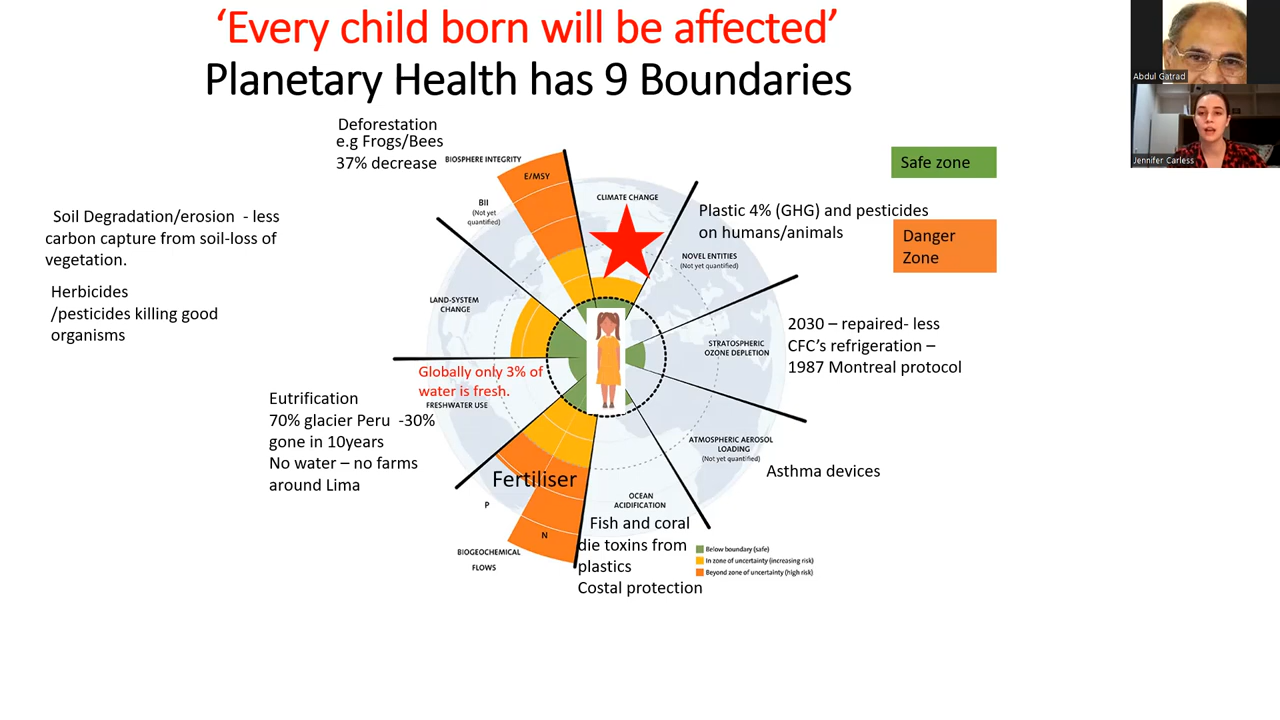 ‘Every child born will be affected’
Planetary Health has 9 Boundaries
Abdul Gatrad
Jennifer Carless
Deforestation
e.g Frogs/Bees
37% decrease
BIOSPHERE INTEGRITY
E/MSY
BII
(Not yet
quantified)
CLIMATE CHANGE
Safe zone
Danger
Zone
Plastic 4% (GHG) and pesticides
on humans/animals
NOVEL ENTITIES
(Not yet quantified)
Soil Degradation/erosion - less
carbon capture from soil-loss of
vegetation.
Herbicides
/pesticides killing good
organisms
LAND-SYSTEM
CHANGE
2030 – repaired- less
CFC’s refrigeration –
1987 Montreal protocol
STRATOSPHERIC
OZONE DEPLETION
Globally only 3% of
water is fresh.
FRESHWATER USE
Eutrification
70% glacier Peru -30%
gone in 10years
No water – no farms
around Lima
ATMOSPHERIC AEROSOL
LOADING
(Not yet quantified)
Asthma devices
Fertiliser
P
N
BIOGEOCHEMICAL
FLOWS
OCEAN
ACIDIFICATION
Fish and coral
die toxins from
plastics
Costal protection
Below boundary (safe)
In zone of uncertainty (increasing risk)
Beyond zone of uncertainty (high risk)